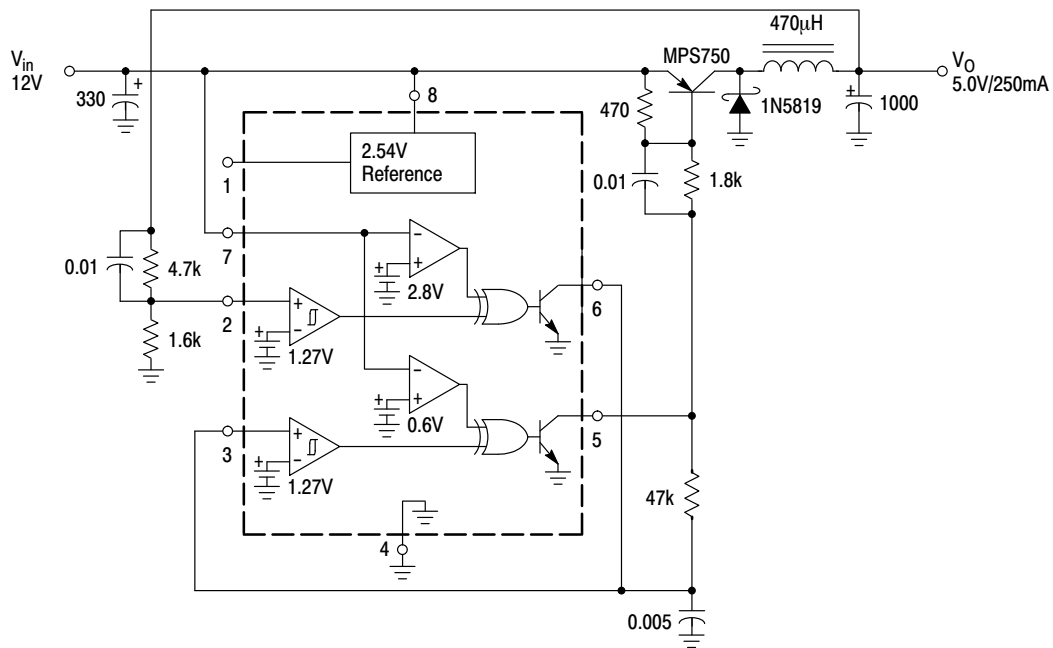 470μH
MPS750
Vin
12V
VO
5.0V/250mA
330
+
8
470
1N5819
+
1000
2.54V
Reference
1
0.01
1.8k
7
−
+
+
2.8V
0.01
4.7k
6
2
+
−
+
1.27V
1.6k
−
+
+
0.6V
5
3
+
−
+
1.27V
47k
4
0.005